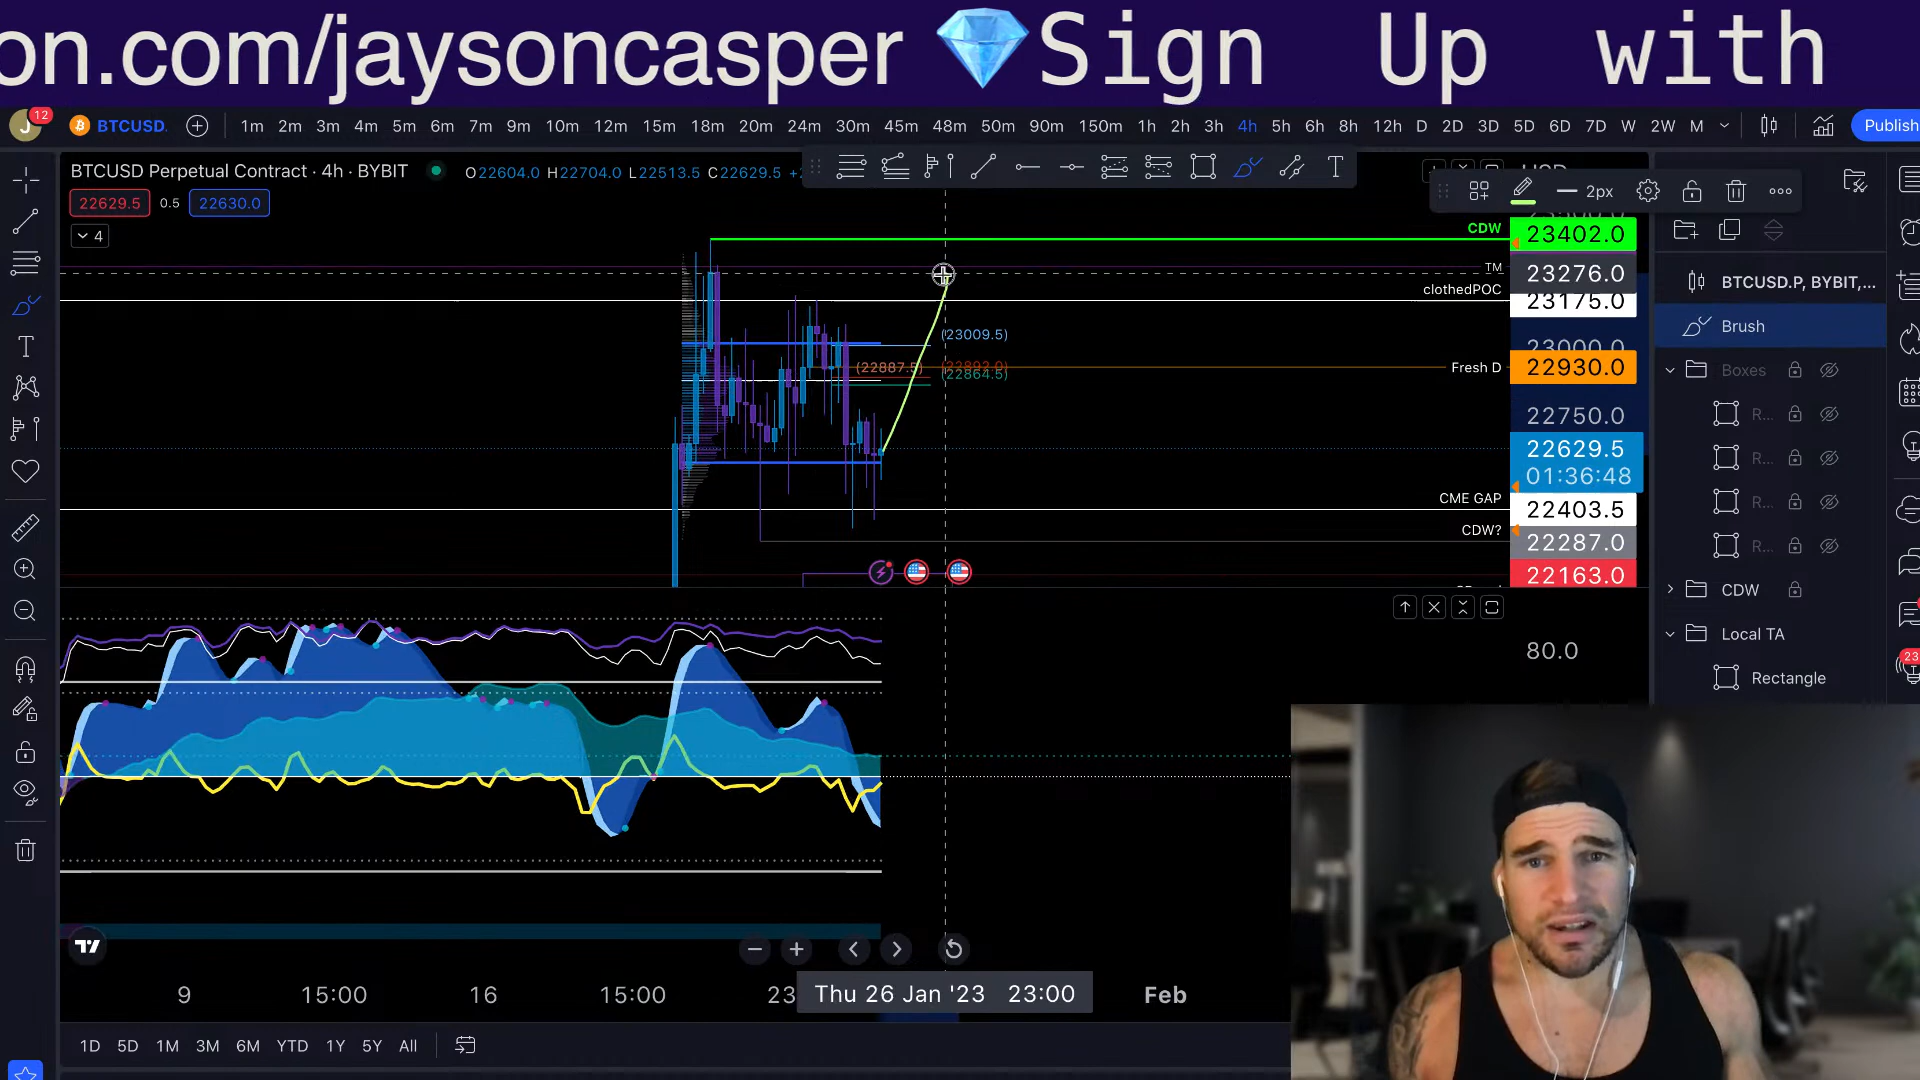 on.com/jaysoncasper 💎Sign Up with
J 12 BTCUSD. 1m 2m 3m 4m 5m 6m 7m 9m 10m 12m 15m 18m 20m 24m 30m 45m 48m 50m 90m 150m 1h 2h 3h 4h 5h 6h 8h 12h D 2D 3D 5D 6D 7D W 2W M Publish
BTCUSD Perpetual Contract · 4h · BYBIT O22604.0 H22704.0 L22513.5 C22629.5
22629.5 0.5 22630.0
2px
4
CDW 23402.0
TM 23276.0
clothedPOC 23175.0
BTCUSD.P, BYBIT,...
Brush
(23009.5)
23000.0
(22887.5)
(22864.5)
Fresh D 22930.0
Boxes
R...
R...
R...
R...
22750.0
22629.5
01:36:48
CME GAP 22403.5
CDW? 22287.0
22163.0
CDW
Local TA
Rectangle
80.0
23
9 15:00 16 15:00 23 Thu 26 Jan '23 23:00 Feb
1D 5D 1M 3M 6M YTD 1Y 5Y All